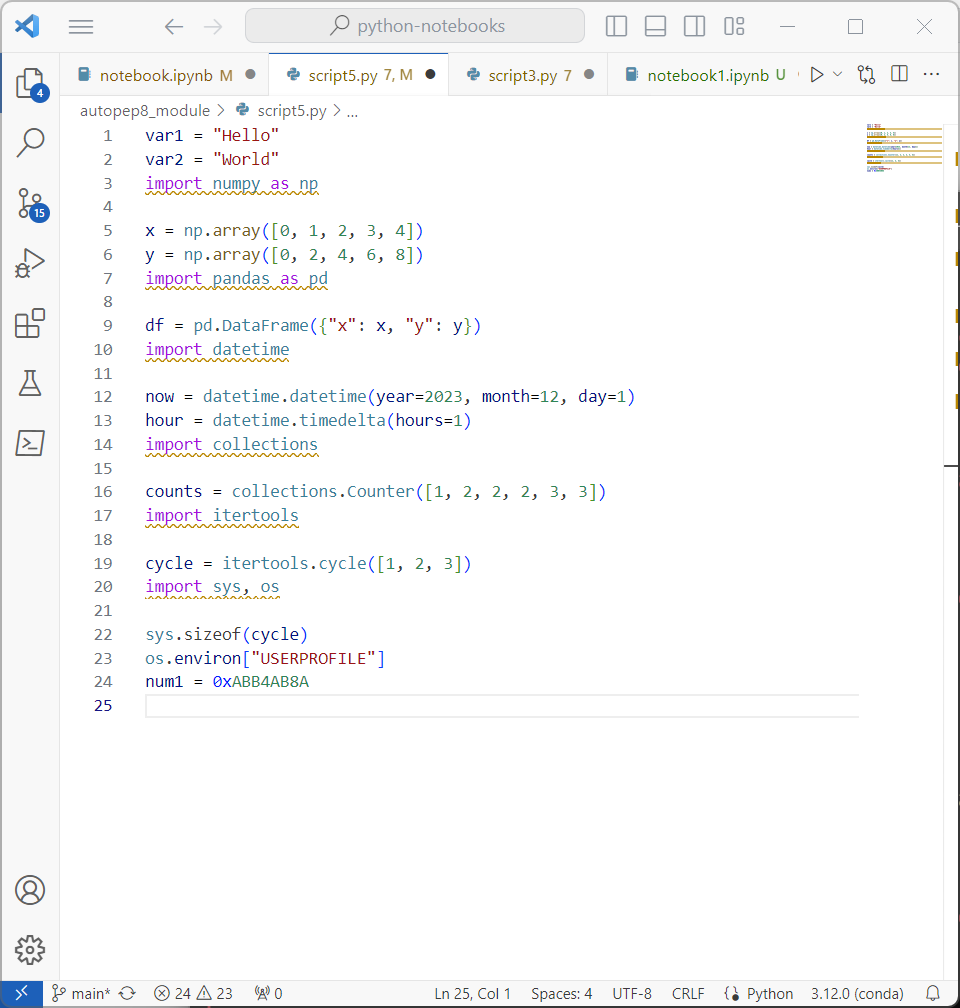 python-notebooks
notebook.ipynb M
script5.py 7, M
script3.py 7
notebook1.ipynb U
4
15
autopep8_module > script5.py > ...
1 var1 = "Hello"
2 var2 = "World"
3 import numpy as np
4
5 x = np.array([0, 1, 2, 3, 4])
6 y = np.array([0, 2, 4, 6, 8])
7 import pandas as pd
8
9 df = pd.DataFrame({"x": x, "y": y})
10 import datetime
11
12 now = datetime.datetime(year=2023, month=12, day=1)
13 hour = datetime.timedelta(hours=1)
14 import collections
15
16 counts = collections.Counter([1, 2, 2, 2, 3, 3])
17 import itertools
18
19 cycle = itertools.cycle([1, 2, 3])
20 import sys, os
21
22 sys.sizeof(cycle)
23 os.environ["USERPROFILE"]
24 num1 = 0xABB4AB8A
25
main* 24 23 0 Ln 25, Col 1 Spaces: 4 UTF-8 CRLF Python 3.12.0 (conda)